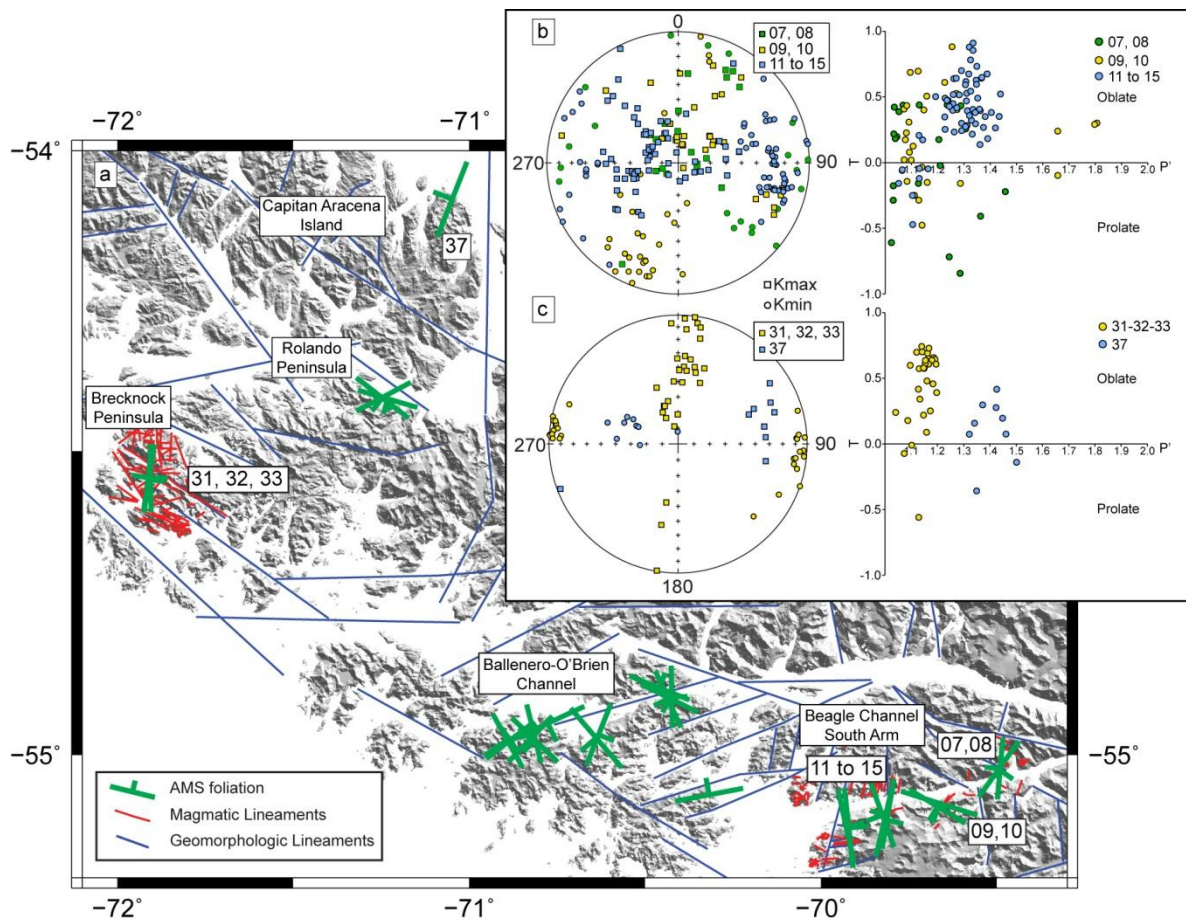 −72°
−71°
−54°
a
Capitan Aracena
Island
37
Rolando
Peninsula
Brecknock
Peninsula
31, 32, 33
Ballenero-O'Brien
Channel
Beagle Channel
South Arm
07,08
11 to 15
09,10
−55°
−55°
AMS foliation
Magmatic Lineaments
Geomorphologic Lineaments
−72°
−71°
−70°
b
0
07, 08
09, 10
11 to 15
270
90
Kmax
Kmin
1.0
0.5
T
0.0
-0.5
-1.0
07, 08
09, 10
11 to 15
Oblate
1.1 1.2 1.3 1.4 1.5 1.6 1.7 1.8 1.9 2.0 P'
Prolate
c
31, 32, 33
37
270
90
180
1.0
0.5
T
0.0
-0.5
-1.0
31-32-33
37
Oblate
1.1 1.2 1.3 1.4 1.5 1.6 1.7 1.8 1.9 2.0 P'
Prolate